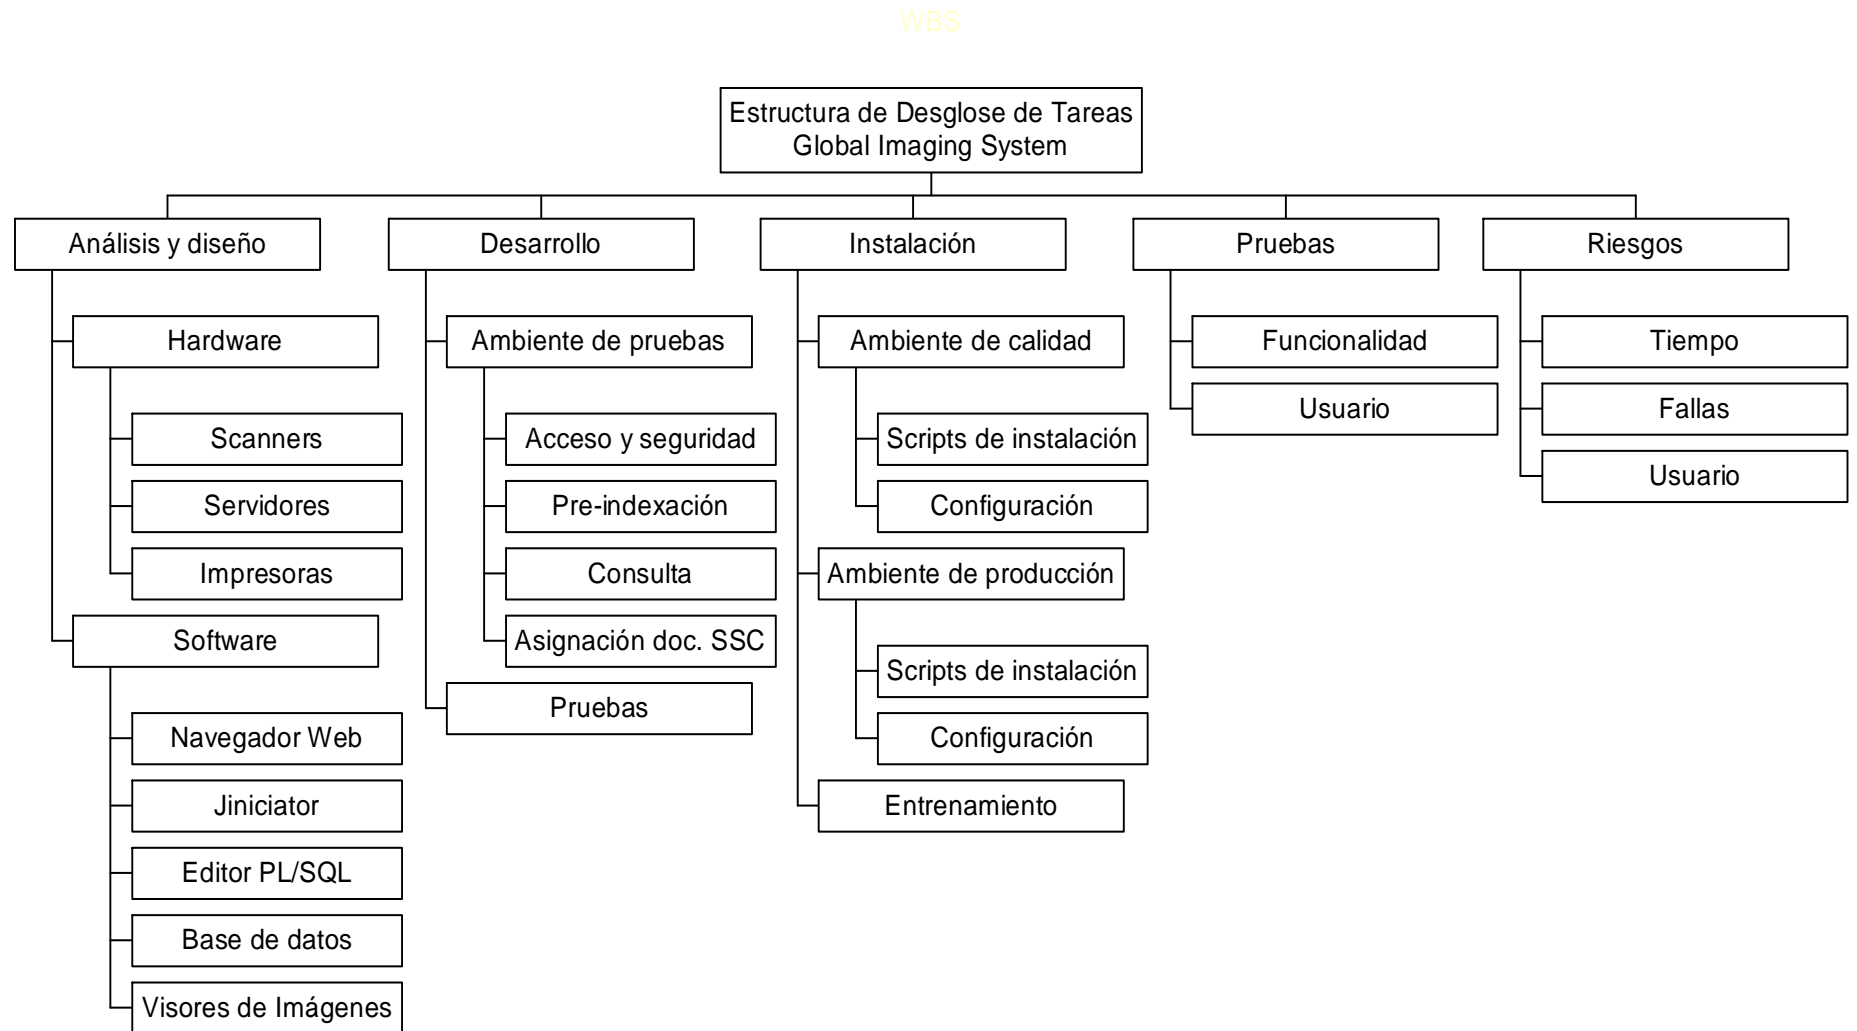 WBS
Estructura de Desglose de Tareas
Global Imaging System
Análisis y diseño
Hardware
Scanners
Servidores
Impresoras
Software
Navegador Web
Jiniciator
Editor PL/SQL
Base de datos
Visores de Imágenes
Desarrollo
Ambiente de pruebas
Acceso y seguridad
Pre-indexación
Consulta
Asignación doc. SSC
Pruebas
Instalación
Ambiente de calidad
Scripts de instalación
Configuración
Ambiente de producción
Scripts de instalación
Configuración
Entrenamiento
Pruebas
Funcionalidad
Usuario
Riesgos
Tiempo
Fallas
Usuario